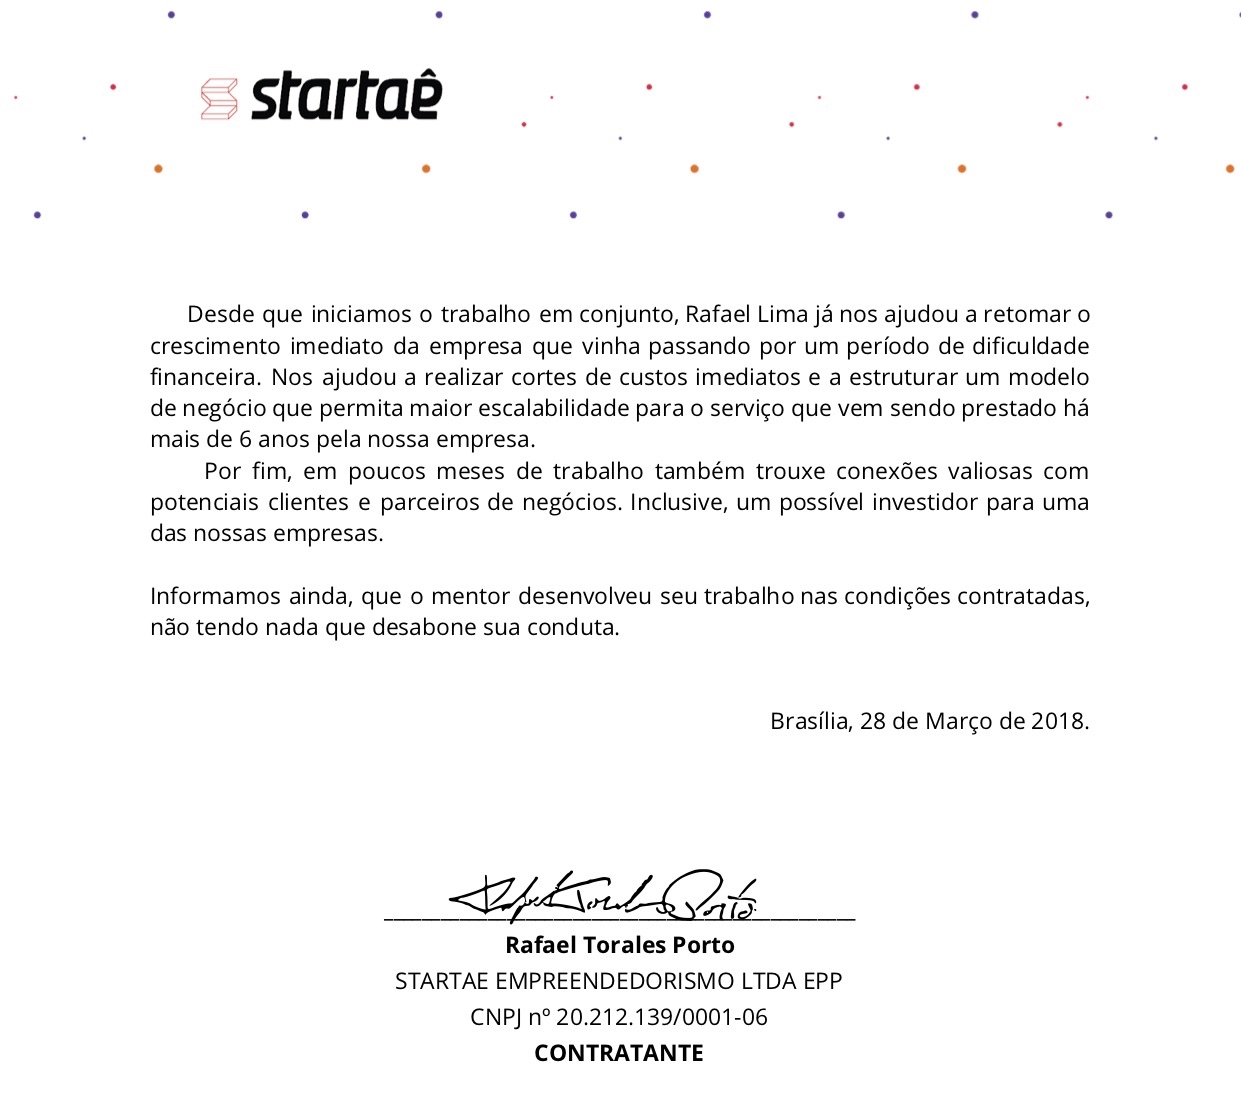 startaê
Desde que iniciamos o trabalho em conjunto, Rafael Lima já nos ajudou a retomar o
crescimento imediato da empresa que vinha passando por um período de dificuldade
financeira. Nos ajudou a realizar cortes de custos imediatos e a estruturar um modelo
de negócio que permita maior escalabilidade para o serviço que vem sendo prestado há
mais de 6 anos pela nossa empresa.
Por fim, em poucos meses de trabalho também trouxe conexões valiosas com
potenciais clientes e parceiros de negócios. Inclusive, um possível investidor para uma
das nossas empresas.
Informamos ainda, que o mentor desenvolveu seu trabalho nas condições contratadas,
não tendo nada que desabone sua conduta.
Brasília, 28 de Março de 2018.
Rafael Torales Porto
Rafael Torales Porto
STARTAE EMPREENDEDORISMO LTDA EPP
CNPJ nº 20.212.139/0001-06
CONTRATANTE